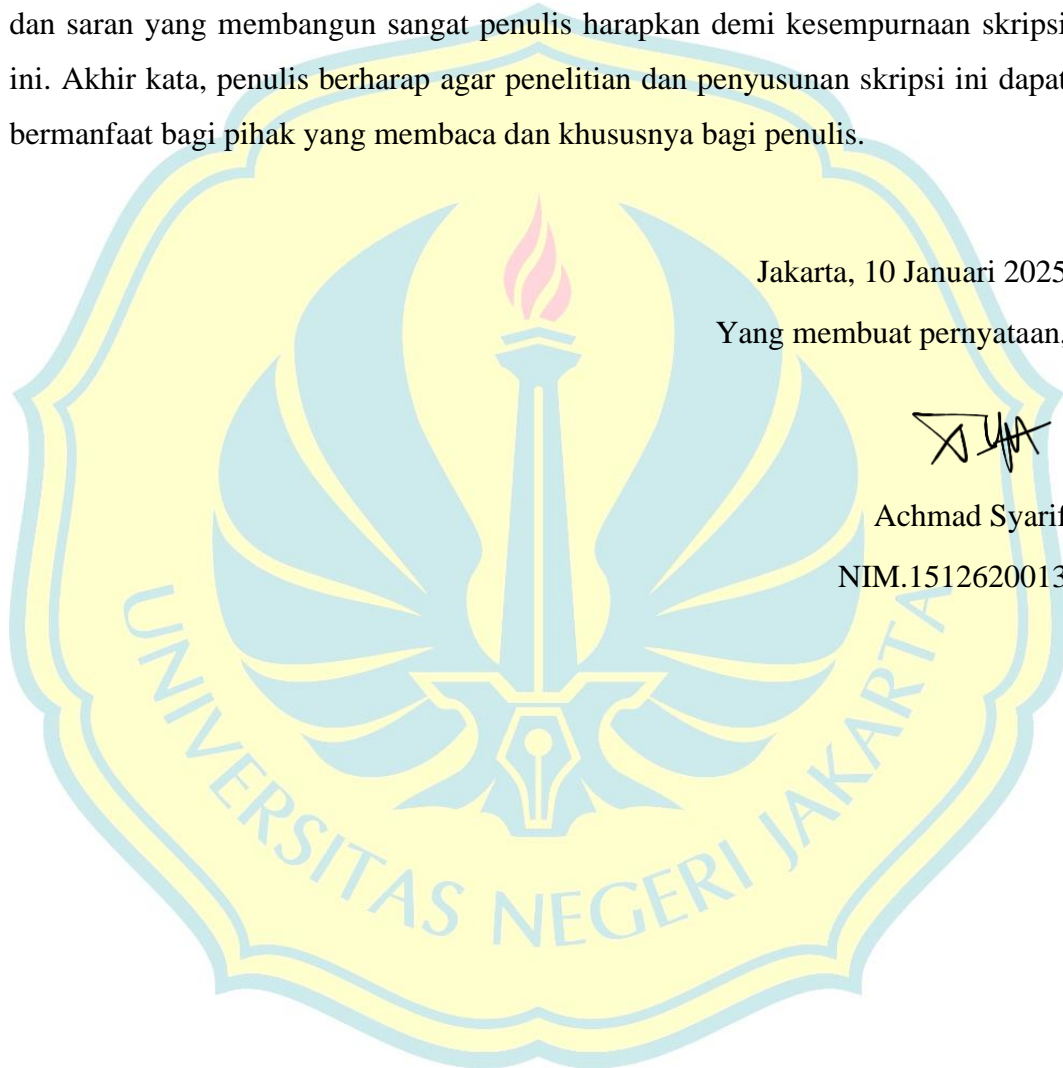 dan saran yang membangun sangat penulis harapkan demi kesempurnaan skripsi
ini. Akhir kata, penulis berharap agar penelitian dan penyusunan skripsi ini dapat
bermanfaat bagi pihak yang membaca dan khususnya bagi penulis.
Jakarta, 10 Januari 2025
Yang membuat pernyataan,
Achmad Syarif
NIM.1512620013
UNIVERSITAS NEGERI JAKARTA